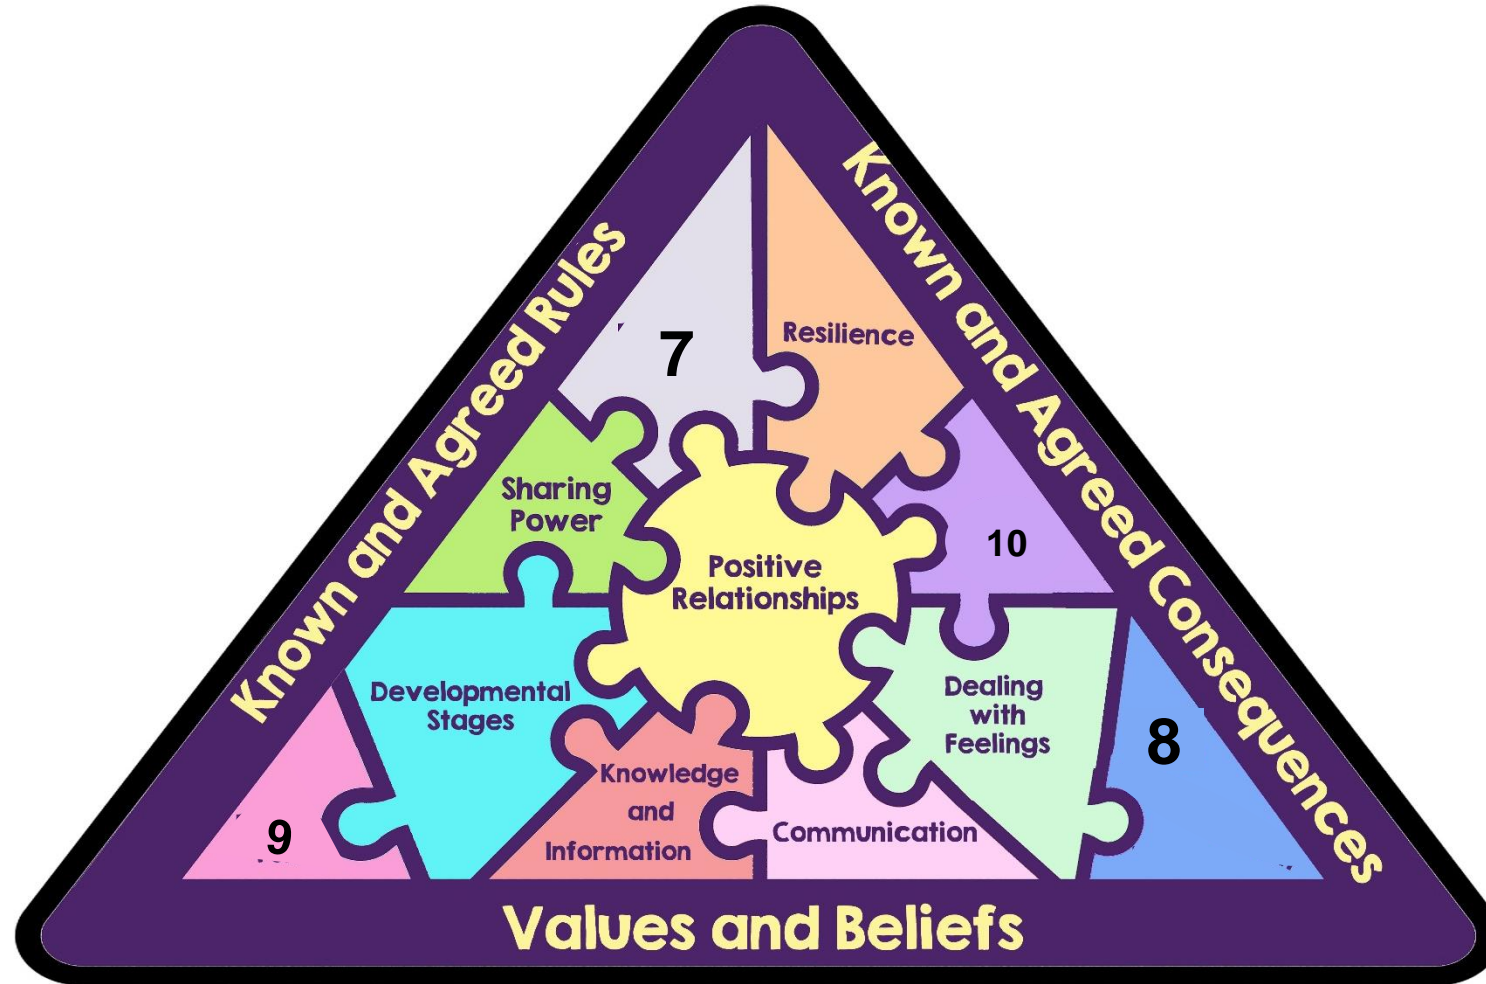 Known and Agreed Rules
Known and Agreed Consequences
7
Resilience
Sharing
Power
10
Positive
Relationships
Developmental
Stages
Dealing
with
Feelings
8
9
Knowledge
and
Information
Communication
Values and Beliefs